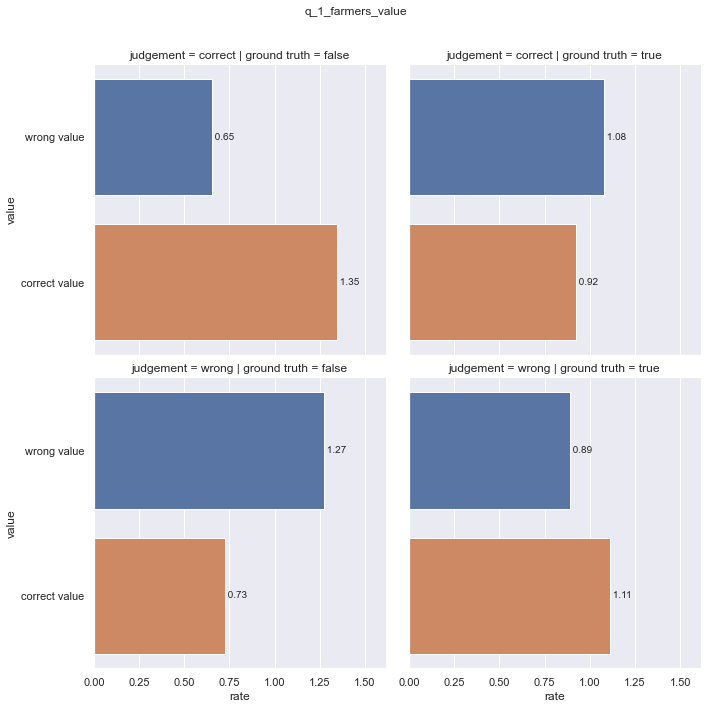 q_1_farmers_value
judgement = correct | ground truth = false
judgement = correct | ground truth = true
wrong value
0.65
1.08
value
correct value
1.35
0.92
judgement = wrong | ground truth = false
judgement = wrong | ground truth = true
wrong value
1.27
0.89
value
correct value
0.73
1.11
0.00 0.25 0.50 0.75 1.00 1.25 1.50
0.00 0.25 0.50 0.75 1.00 1.25 1.50
rate
rate